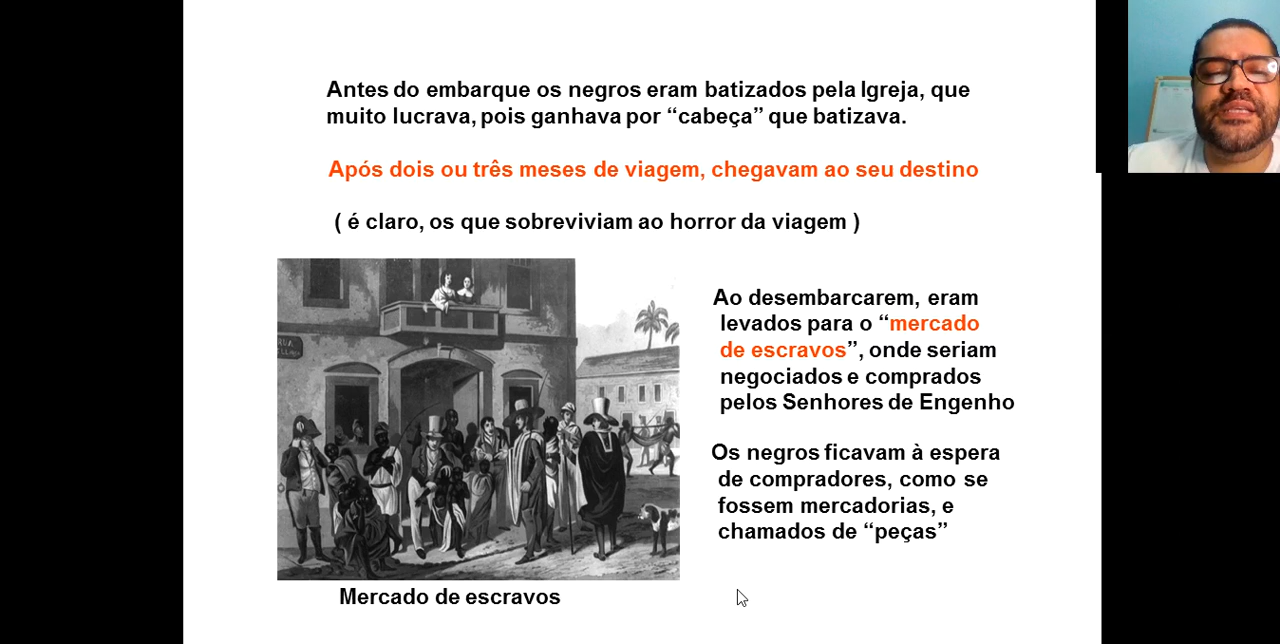 Antes do embarque os negros eram batizados pela Igreja, que
muito lucrava, pois ganhava por “cabeça” que batizava.
Após dois ou três meses de viagem, chegavam ao seu destino
( é claro, os que sobreviviam ao horror da viagem )
RUA
Ao desembarcarem, eram
levados para o “mercado
de escravos”, onde seriam
negociados e comprados
pelos Senhores de Engenho
Os negros ficavam à espera
de compradores, como se
fossem mercadorias, e
chamados de “peças”
Mercado de escravos